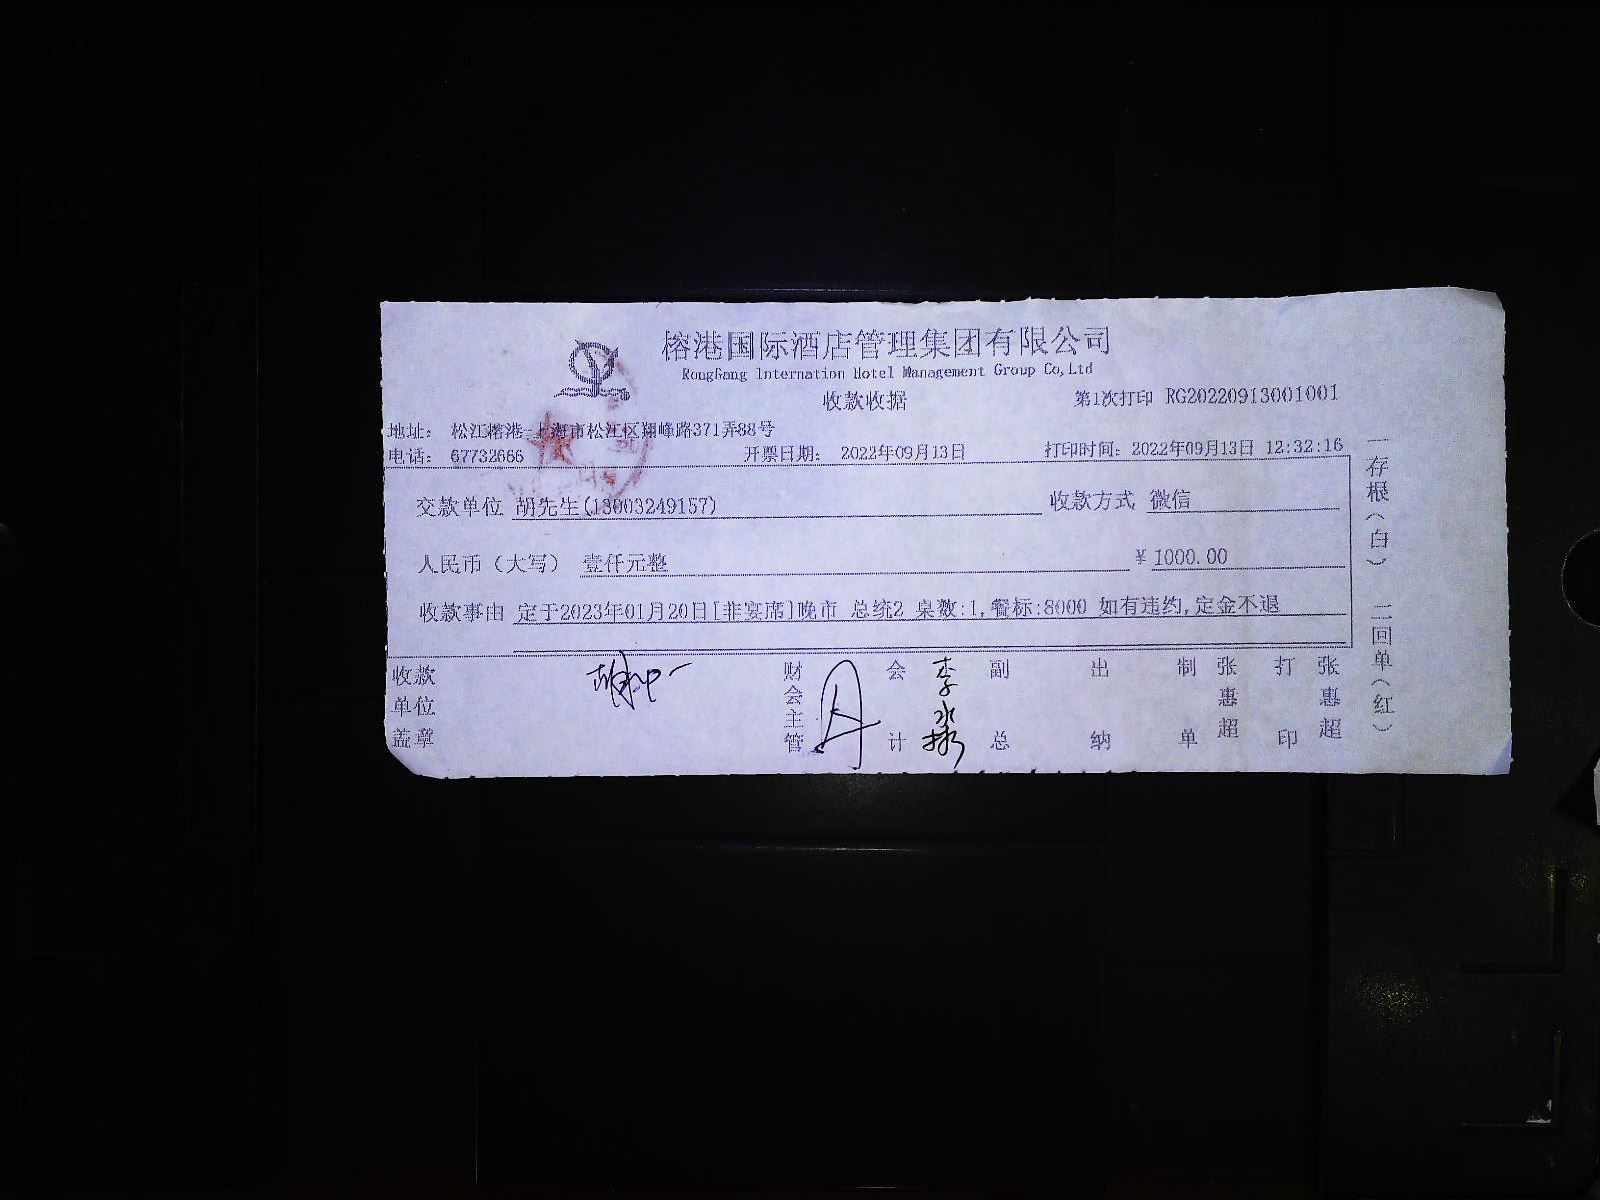 榕港国际酒店管理集团有限公司
RongGang Internation Hotel Management Group Co,Ltd
收款收据
第1次打印 RG20220913001001
地址： 松江榕港-上海市松江区翔峰路371弄88号
电话： 67732666
开票日期： 2022年09月13日
打印时间：2022年09月13日 12:32:16
交款单位 胡先生(13003249157)
收款方式 微信
人民币（大写） 壹仟元整
￥1000.00
收款事由 定于2023年01月20日[非宴席]晚市 总统2 桌数:1,餐标:8000 如有违约,定金不退
收款单位盖章
财会主管
会计 李淼
副总
出纳
制单 张惠超
打印 张惠超
一存根（白） 二回单（红）